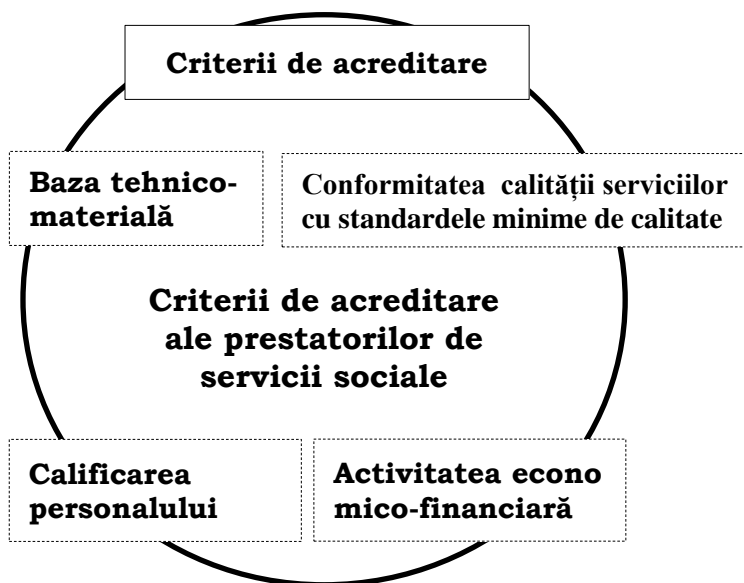 Criterii de acreditare
Baza tehnico-
materială
Conformitatea calității serviciilor
cu standardele minime de calitate
Criterii de acreditare
ale prestatorilor de
servicii sociale
Calificarea
personalului
Activitatea econo
mico-financiară